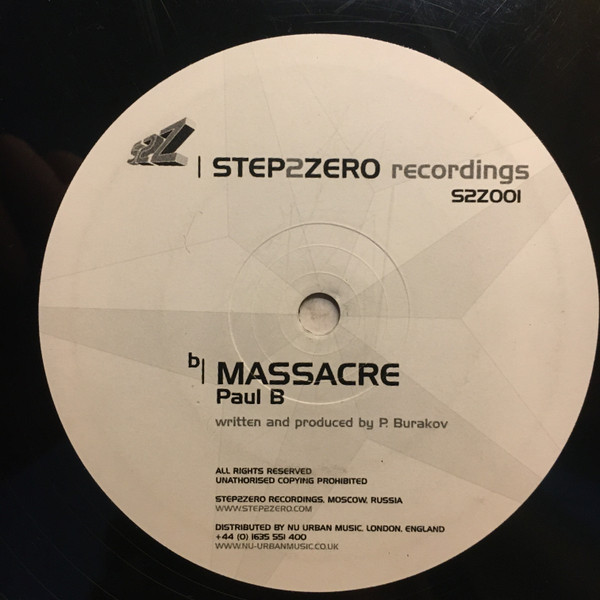 S2Z
| STEP2ZERO recordings
S2Z001
b| MASSACRE
Paul B
written and produced by P. Burakov
ALL RIGHTS RESERVED
UNATHORISED COPYING PROHIBITED
STEP2ZERO RECORDINGS, MOSCOW, RUSSIA
WWW.STEP2ZERO.COM
DISTRIBUTED BY NU URBAN MUSIC, LONDON, ENGLAND
+44 (0) 1635 551 400
WWW.NU-URBANMUSIC.CO.UK